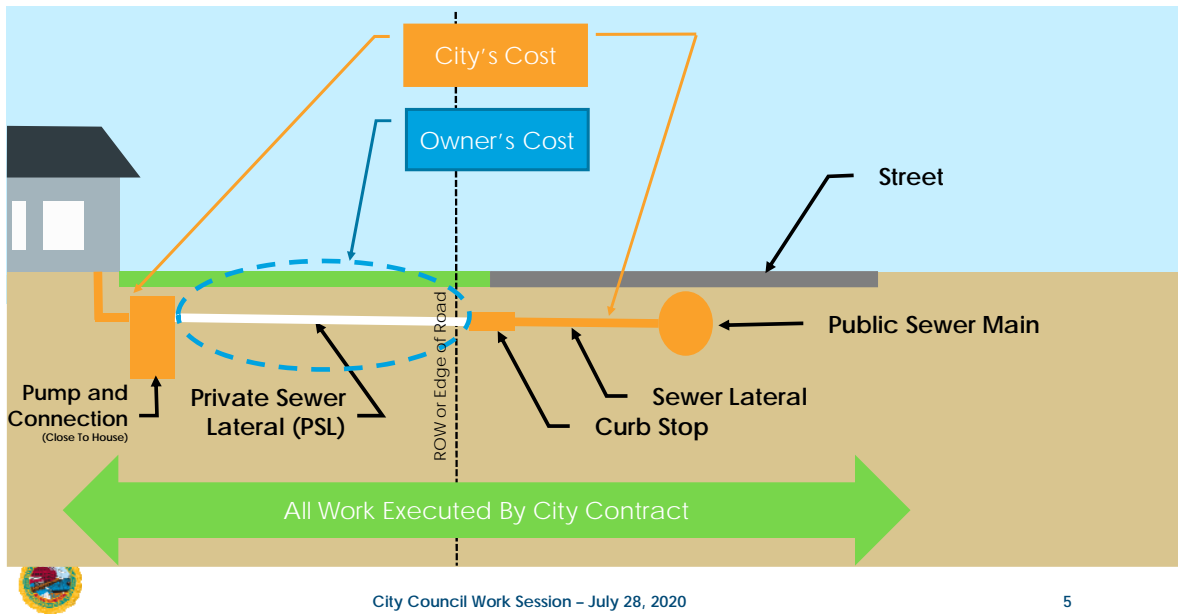 City's Cost
Owner's Cost
Street
ROW or Edge of Road
Public Sewer Main
Pump and
Connection
(Close To House)
Private Sewer
Lateral (PSL)
Sewer Lateral
Curb Stop
All Work Executed By City Contract
City Council Work Session – July 28, 2020
5